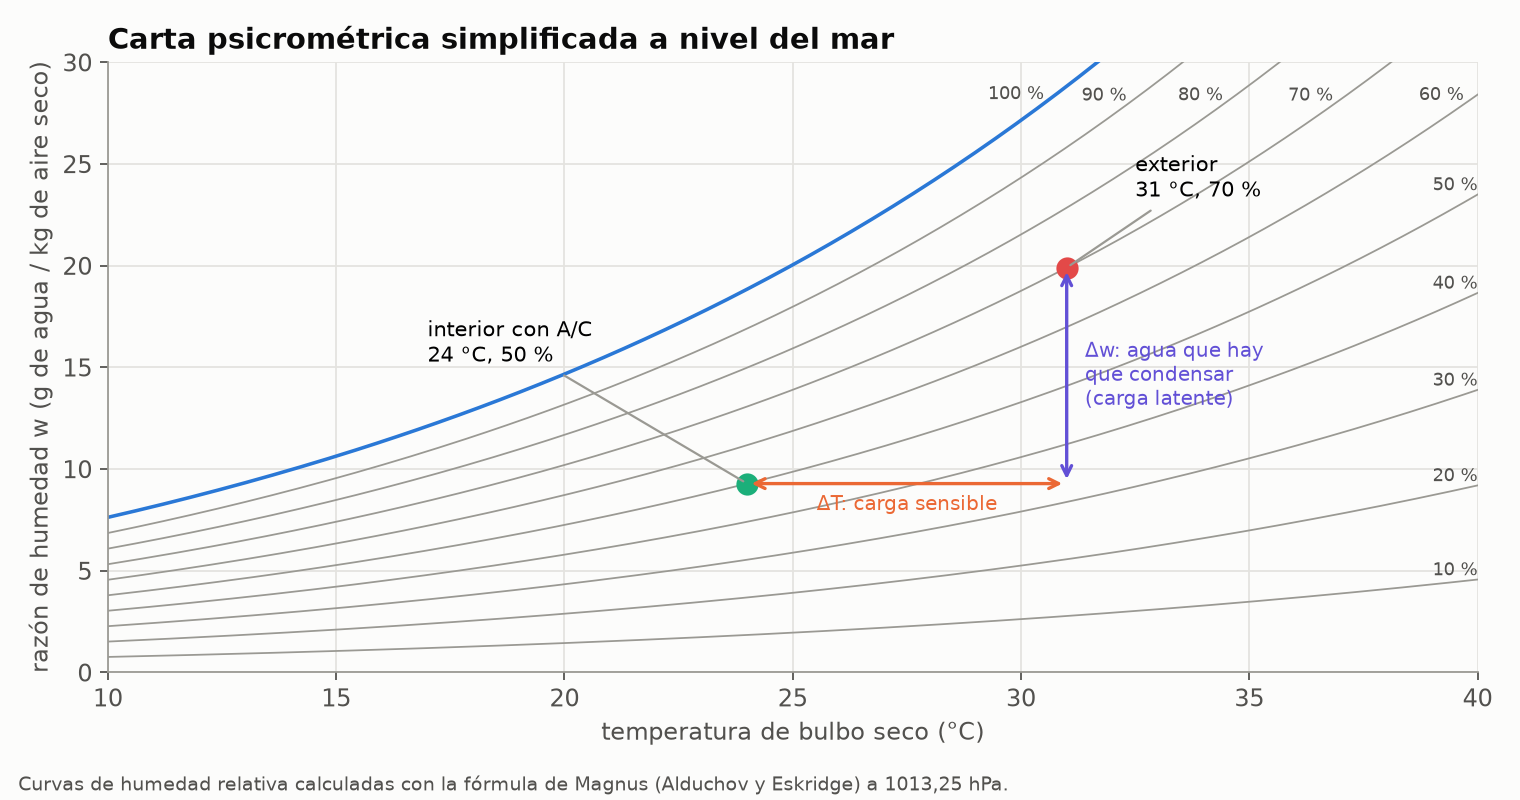 Carta psicrométrica simplificada a nivel del mar
razón de humedad w (g de agua / kg de aire seco)
30
25
20
15
10
5
0
100 %
90 %
80 %
70 %
60 %
50 %
40 %
30 %
20 %
10 %
exterior
31 °C, 70 %
interior con A/C
24 °C, 50 %
Δw: agua que hay
que condensar
(carga latente)
ΔT: carga sensible
10
15
20
25
30
35
40
temperatura de bulbo seco (°C)
Curvas de humedad relativa calculadas con la fórmula de Magnus (Alduchov y Eskridge) a 1013,25 hPa.